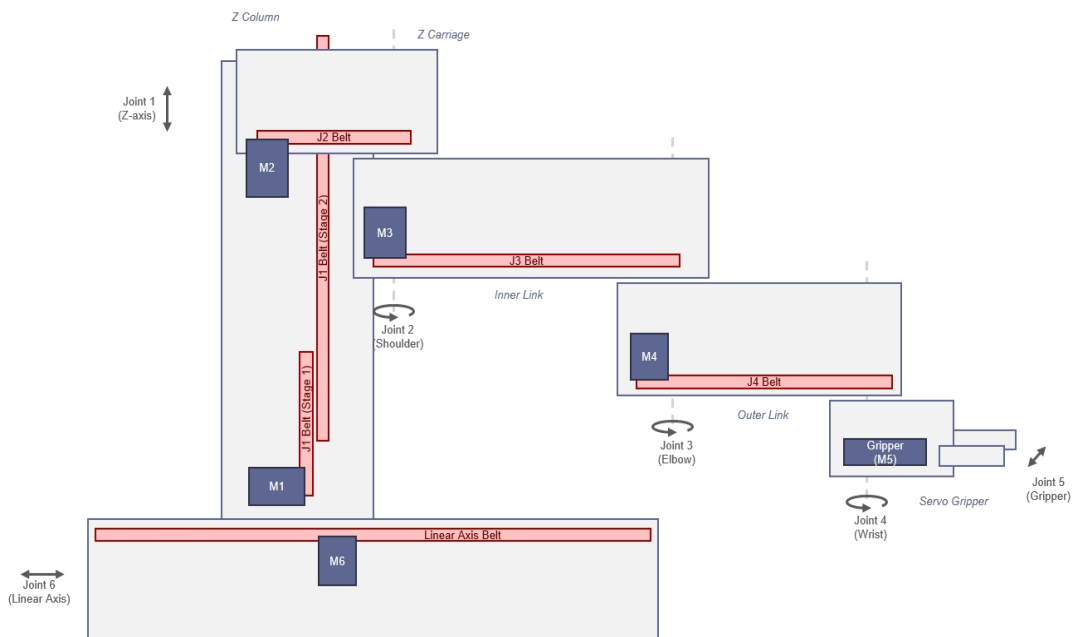 Z Column
Z Carriage
Joint 1
(Z-axis)
J2 Belt
M2
J1 Belt (Stage 2)
M3
J3 Belt
Inner Link
Joint 2
(Shoulder)
M4
J1 Belt (Stage 1)
J4 Belt
Outer Link
Joint 3
(Elbow)
Gripper
(M5)
M1
Servo Gripper
Joint 5
(Gripper)
Joint 4
(Wrist)
Linear Axis Belt
M6
Joint 6
(Linear Axis)